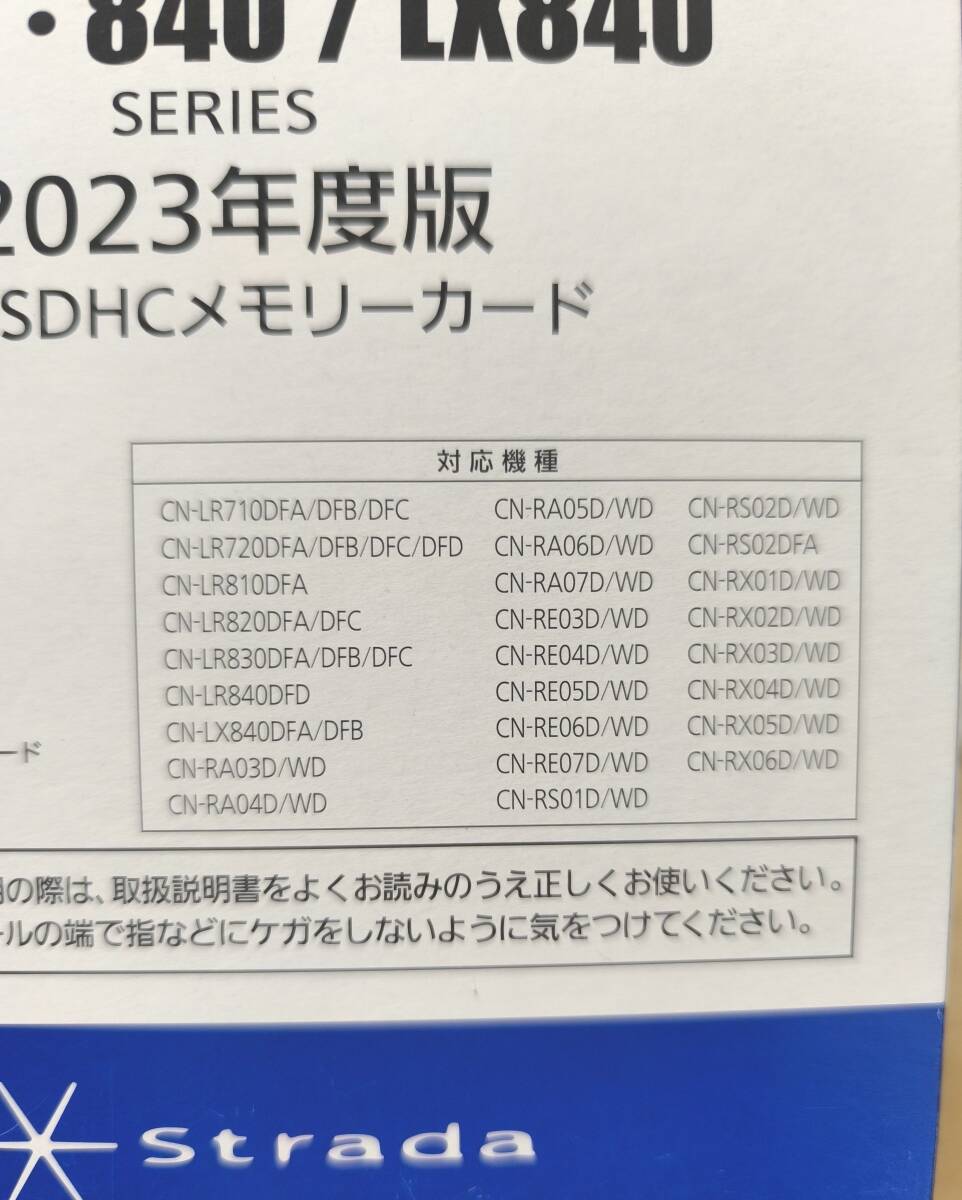 ・840 / LX840
SERIES
2023年度版
SDHCメモリーカード
対応機種
CN-LR710DFA/DFB/DFC CN-RA05D/WD CN-RS02D/WD
CN-LR720DFA/DFB/DFC/DFD CN-RA06D/WD CN-RS02DFA
CN-LR810DFA CN-RA07D/WD CN-RX01D/WD
CN-LR820DFA/DFC CN-RE03D/WD CN-RX02D/WD
CN-LR830DFA/DFB/DFC CN-RE04D/WD CN-RX03D/WD
CN-LR840DFD CN-RE05D/WD CN-RX04D/WD
CN-LX840DFA/DFB CN-RE06D/WD CN-RX05D/WD
CN-RA03D/WD CN-RE07D/WD CN-RX06D/WD
CN-RA04D/WD CN-RS01D/WD
ード
の際は、取扱説明書をよくお読みのうえ正しくお使いください。
ールの端で指などにケガをしないように気をつけてください。
Strada